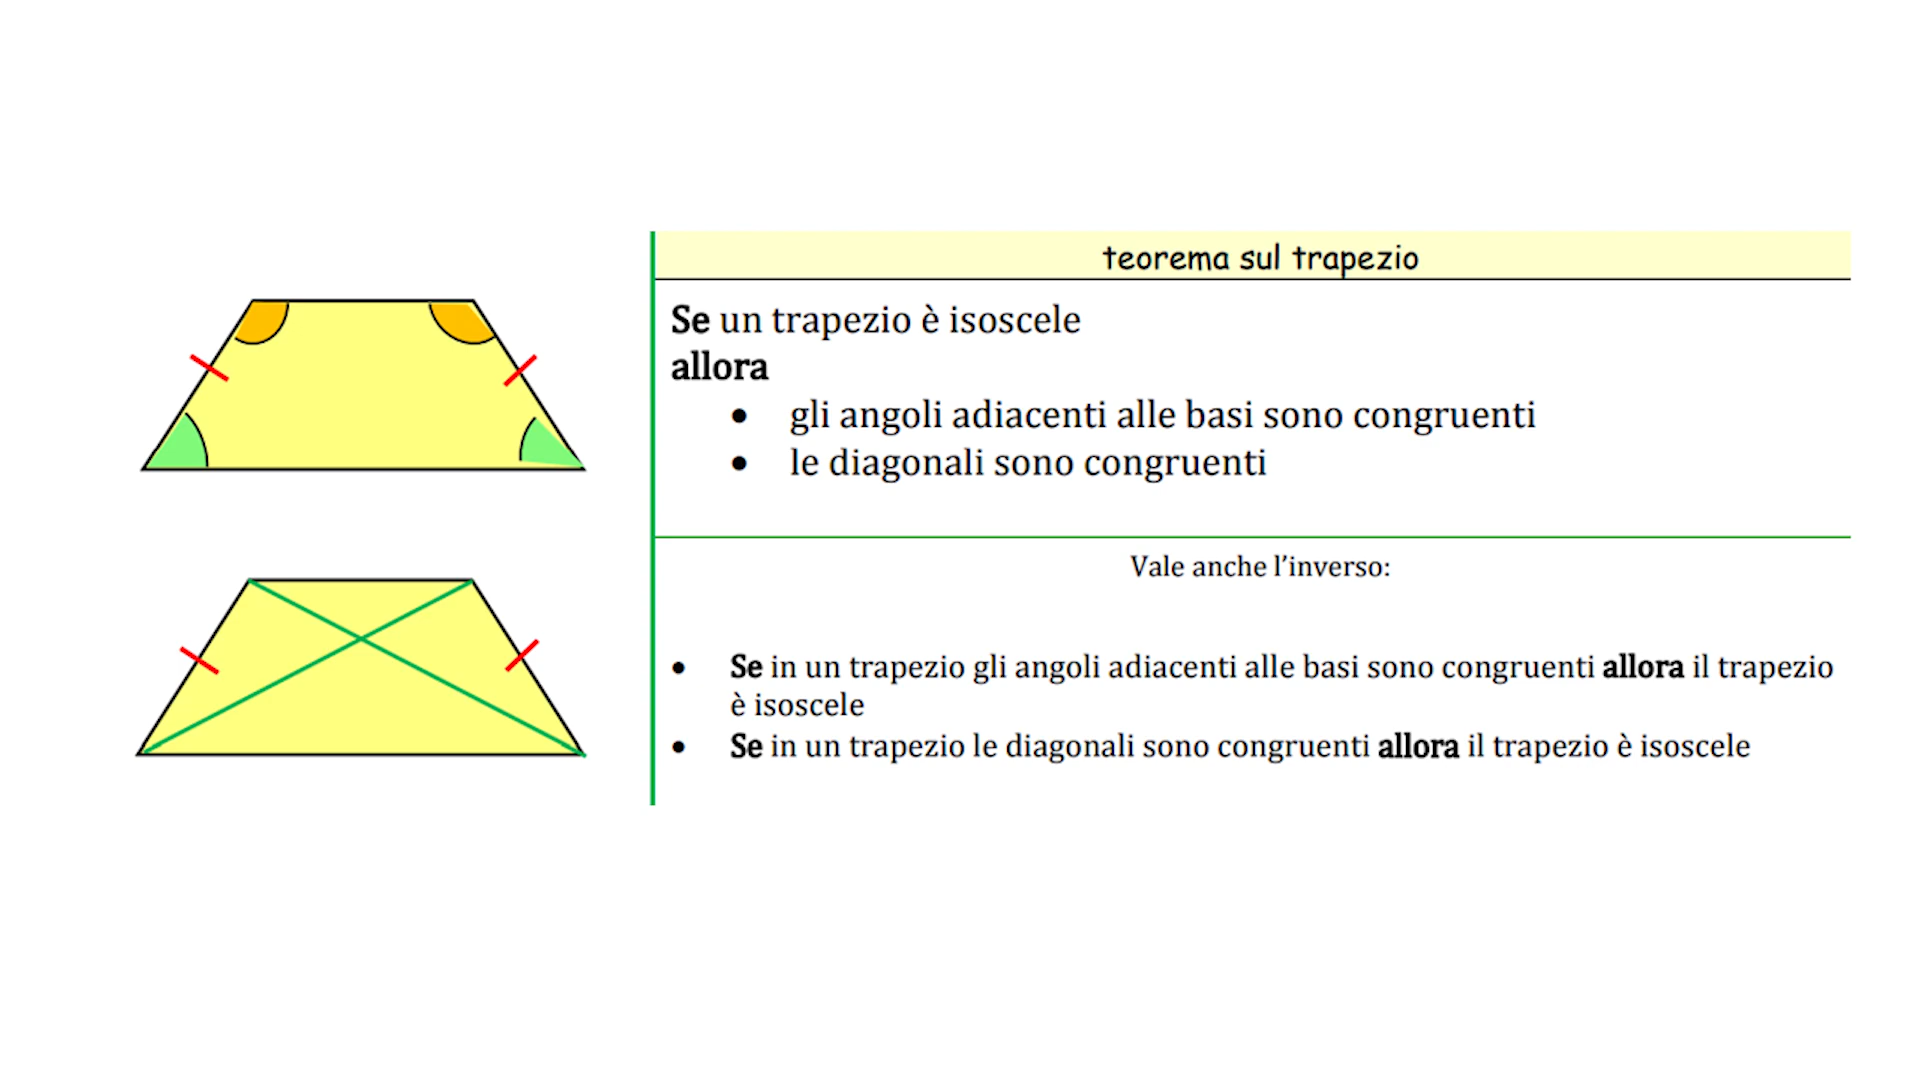 teorema sul trapezio
Se un trapezio è isoscele
allora
• gli angoli adiacenti alle basi sono congruenti
• le diagonali sono congruenti
Vale anche l’inverso:
• Se in un trapezio gli angoli adiacenti alle basi sono congruenti allora il trapezio
è isoscele
• Se in un trapezio le diagonali sono congruenti allora il trapezio è isoscele